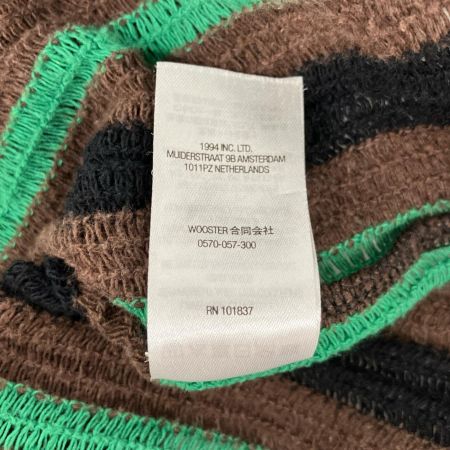 1994 INC. LTD.
MUIDERSTRAAT 9B AMSTERDAM
1011PZ NETHERLANDS
WOOSTER 合同会社
0570-057-300
RN 101837